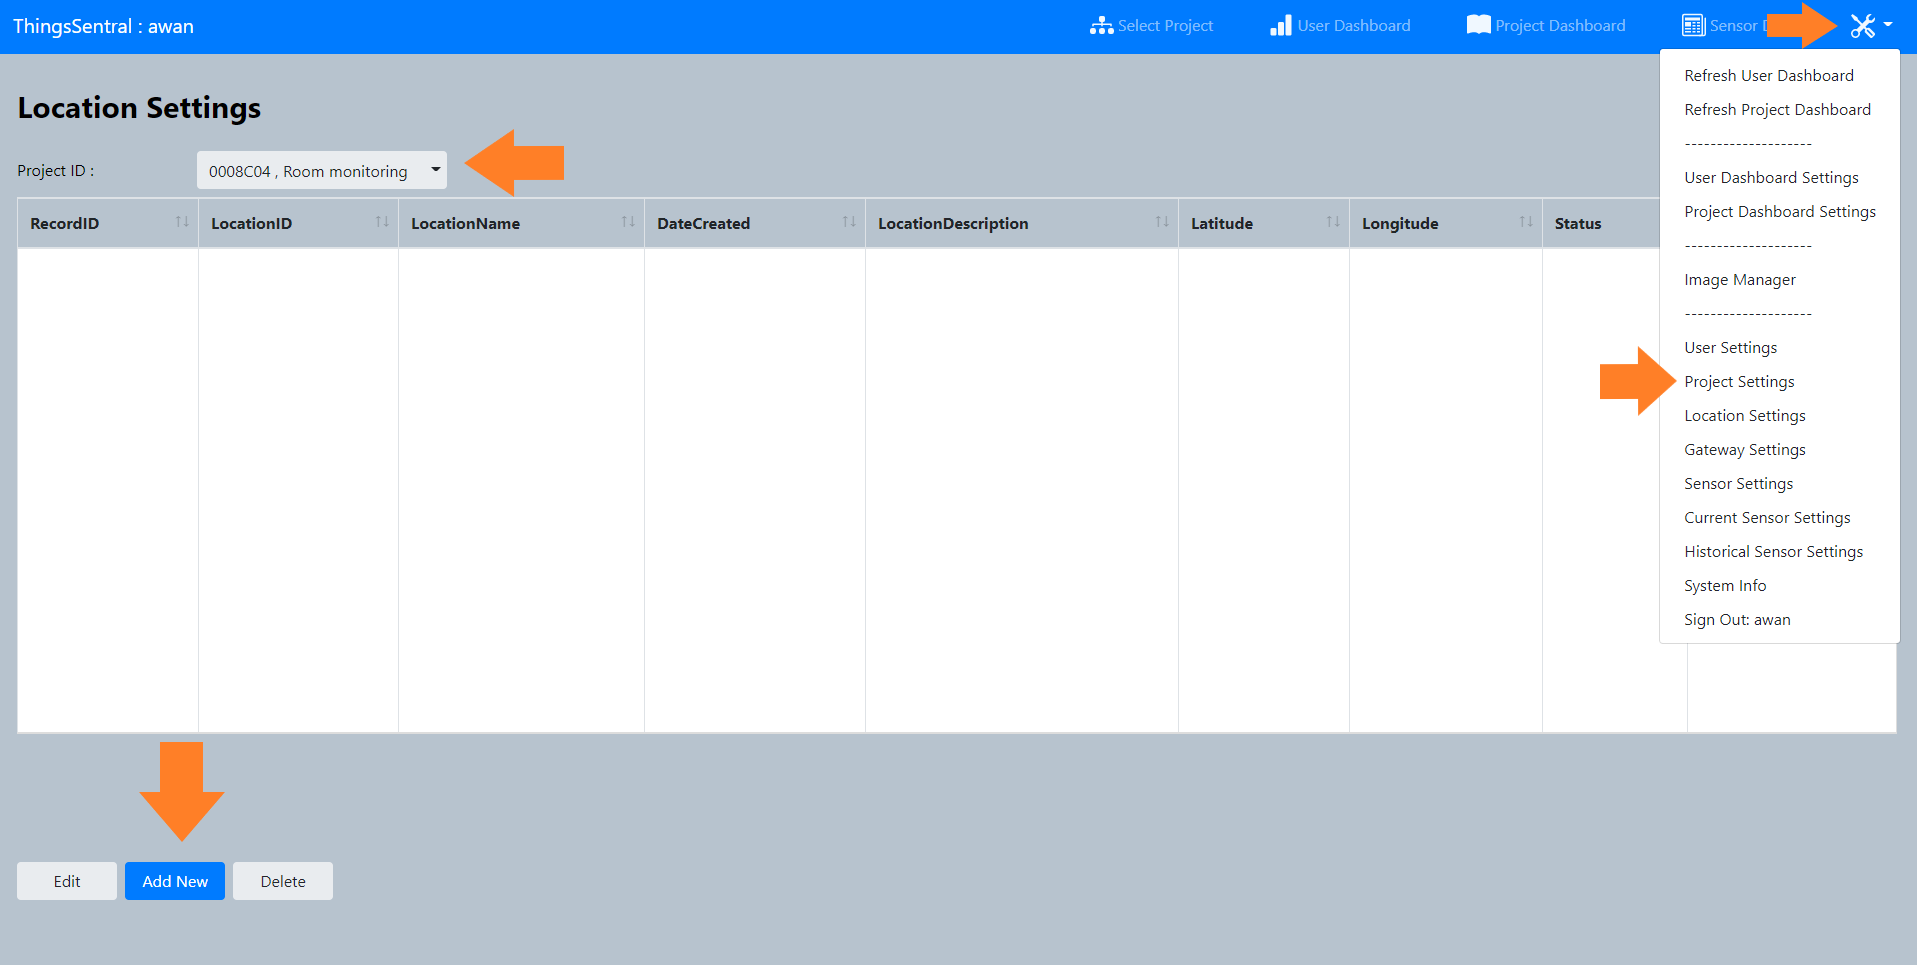 ThingsSentral : awan
Select Project
User Dashboard
Project Dashboard
Sensor
Refresh User Dashboard
Refresh Project Dashboard
--------------------
User Dashboard Settings
Project Dashboard Settings
--------------------
Image Manager
--------------------
User Settings
Project Settings
Location Settings
Gateway Settings
Sensor Settings
Current Sensor Settings
Historical Sensor Settings
System Info
Sign Out: awan
Location Settings
Project ID :
0008C04 , Room monitoring
RecordID
LocationID
LocationName
DateCreated
LocationDescription
Latitude
Longitude
Status
Edit
Add New
Delete